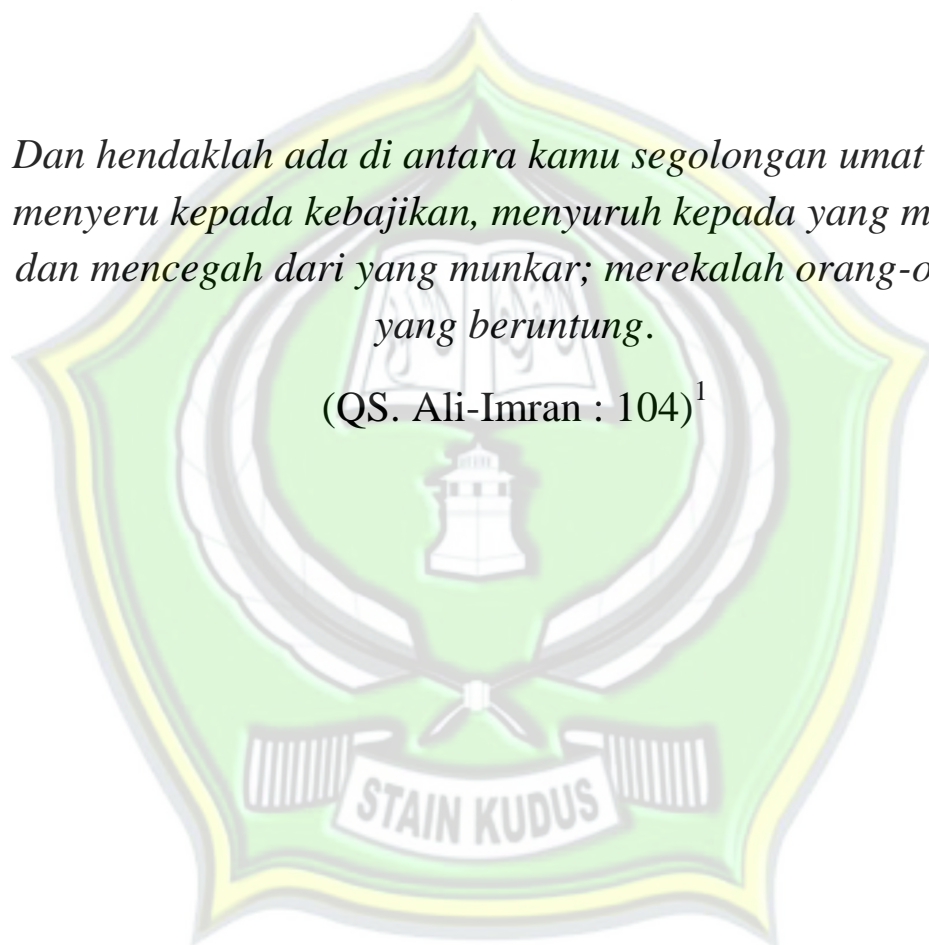 Dan hendaklah ada di antara kamu segolongan umat
menyeru kepada kebajikan, menyuruh kepada yang m
dan mencegah dari yang munkar; merekalah orang-o
yang beruntung.
(QS. Ali-Imran : 104)1
STAIN KUDUS